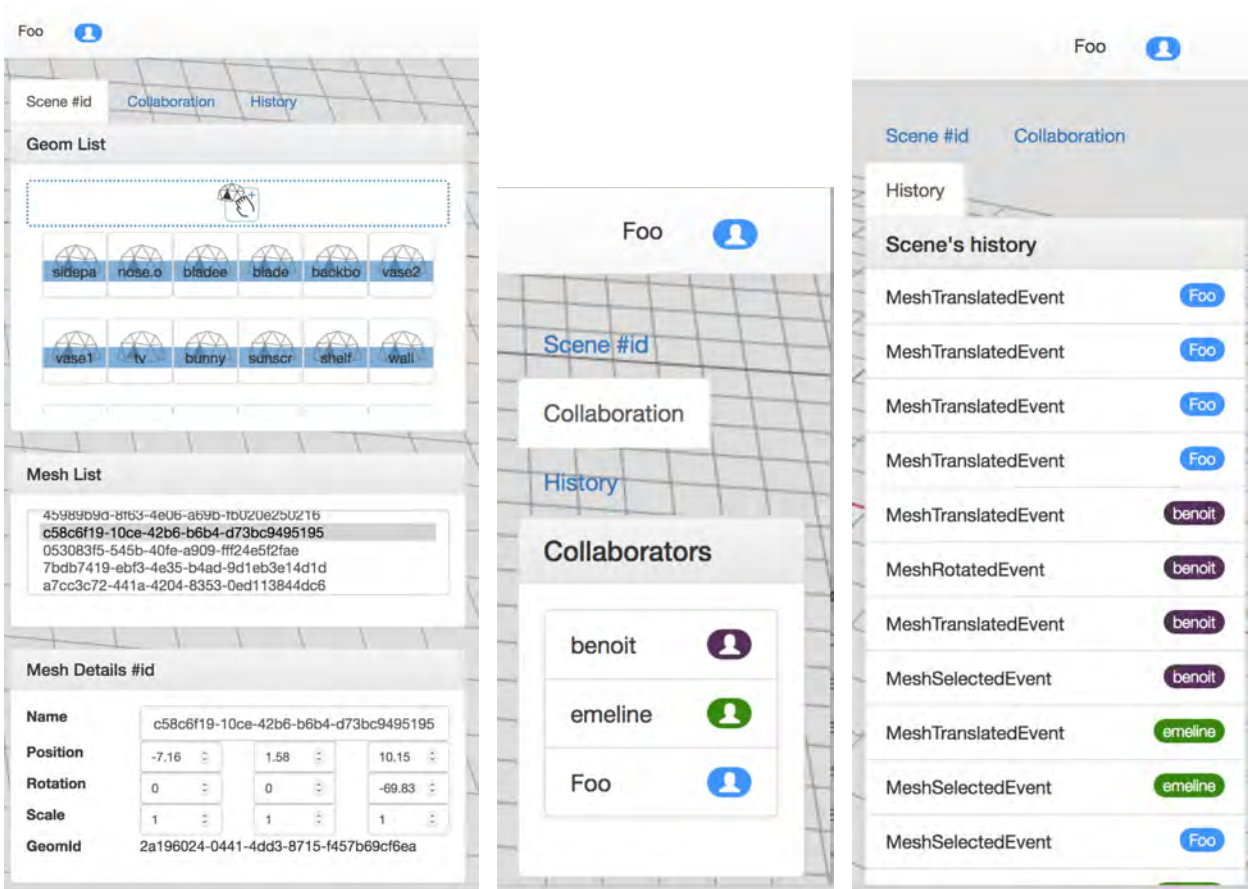 Foo
Scene #id Collaboration History
Geom List
sidepa nose.o bladee blade backbo vase2
vase1 tv bunny sunscr shelf wall
Mesh List
45989b9d-8f63-4e06-a69b-fb020e250216
c58c6f19-10ce-42b6-b6b4-d73bc9495195
053083f5-545b-40fe-a909-fff24e5f2fae
7bdb7419-ebf3-4e35-b4ad-9d1eb3e14d1d
a7cc3c72-441a-4204-8353-0ed113844dc6
Mesh Details #id
Name c58c6f19-10ce-42b6-b6b4-d73bc9495195
Position -7.16 1.58 10.15
Rotation 0 0 -69.83
Scale 1 1 1
GeomId 2a196024-0441-4dd3-8715-f457b69cf6ea
Foo
Scene #id
Collaboration
History
Collaborators
benoit
emeline
Foo
Foo
Scene #id Collaboration
History
Scene's history
MeshTranslatedEvent Foo
MeshTranslatedEvent Foo
MeshTranslatedEvent Foo
MeshTranslatedEvent Foo
MeshTranslatedEvent benoit
MeshRotatedEvent benoit
MeshTranslatedEvent benoit
MeshSelectedEvent benoit
MeshTranslatedEvent emeline
MeshSelectedEvent emeline
MeshSelectedEvent Foo